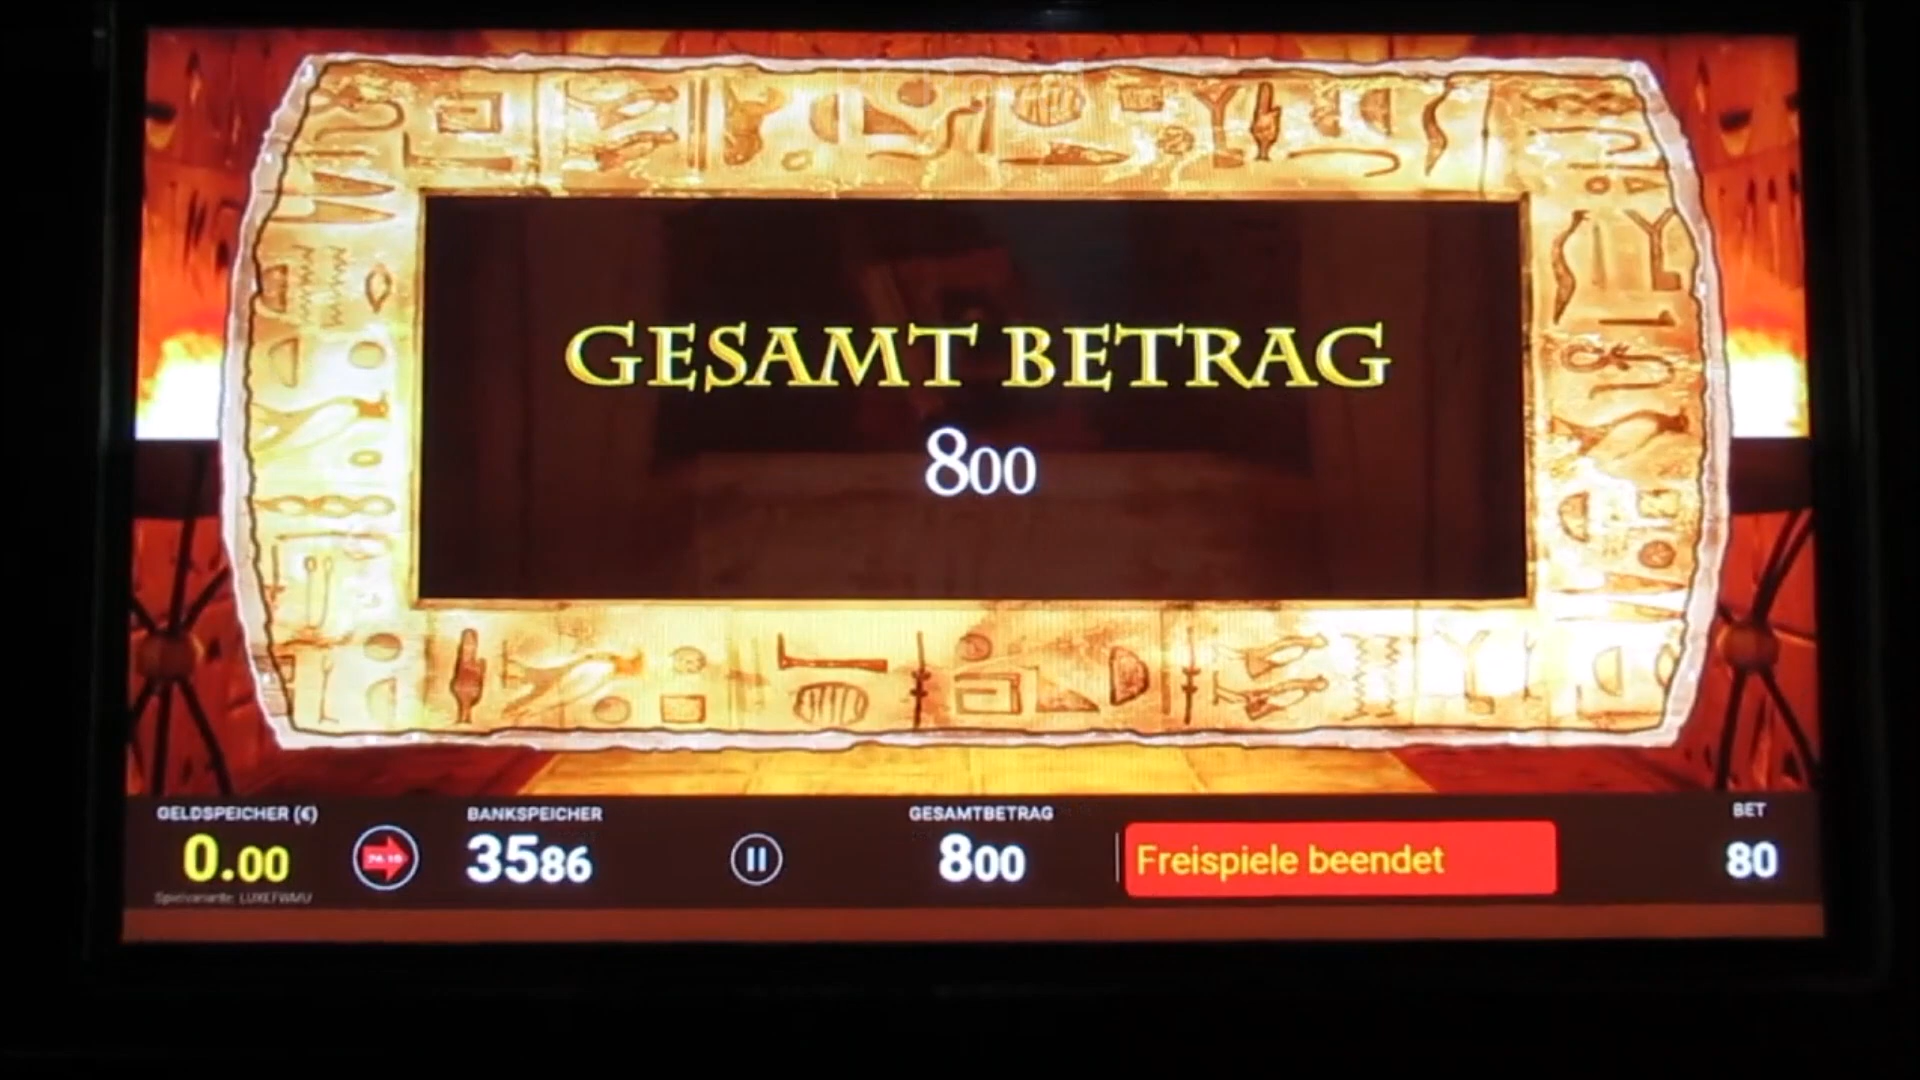 GESAMT BETRAG
800
GELDSPEICHER (€)
0.00
BANKSPEICHER
3586
GESAMTBETRAG
800
Freispiele beendet
BET
80